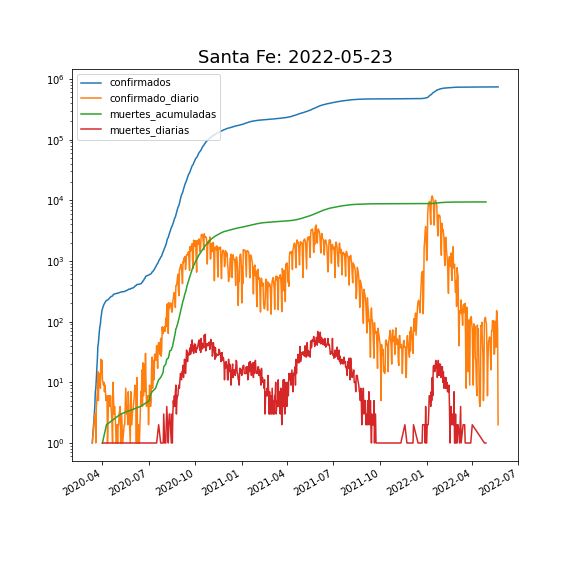 Santa Fe: 2022-05-23
confirmados
confirmado_diario
muertes_acumuladas
muertes_diarias
10^6
10^5
10^4
10^3
10^2
10^1
10^0
2020-04 2020-07 2020-10 2021-01 2021-04 2021-07 2021-10 2022-01 2022-04 2022-07